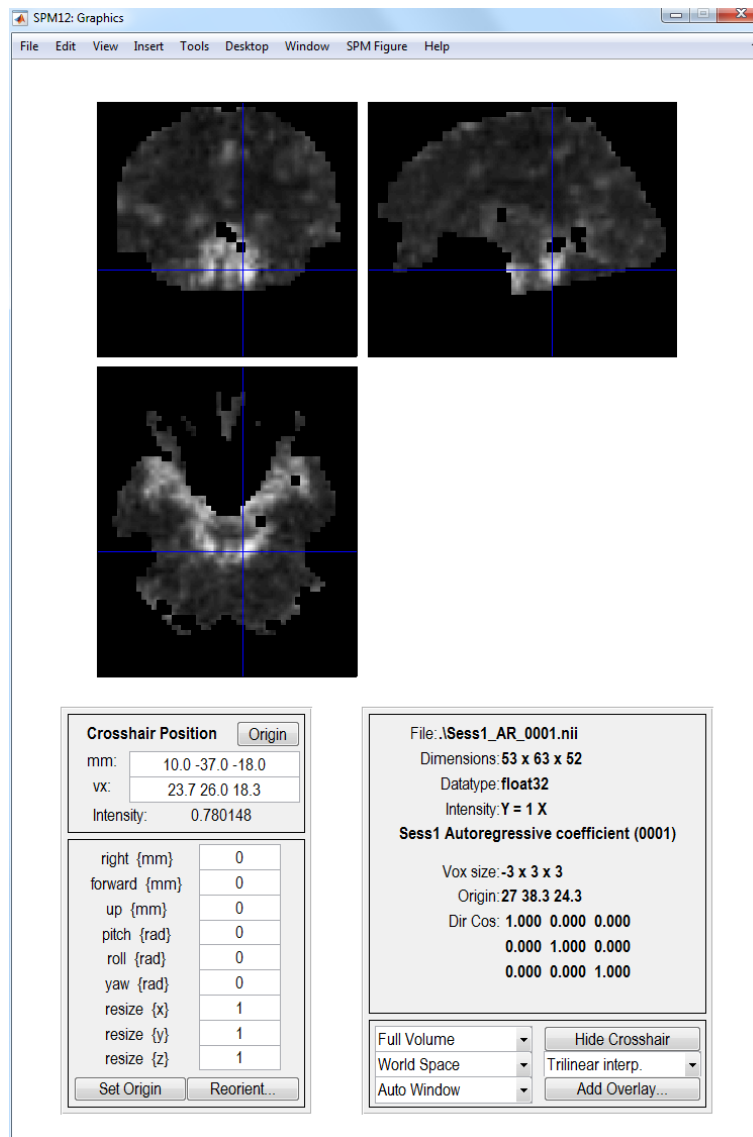 SPM12: Graphics
File Edit View Insert Tools Desktop Window SPM Figure Help
Crosshair Position Origin
mm: 10.0 -37.0 -18.0
vx: 23.7 26.0 18.3
Intensity: 0.780148
right {mm} 0
forward {mm} 0
up {mm} 0
pitch {rad} 0
roll {rad} 0
yaw {rad} 0
resize {x} 1
resize {y} 1
resize {z} 1
Set Origin Reorient...
File: .\Sess1_AR_0001.nii
Dimensions: 53 x 63 x 52
Datatype: float32
Intensity: Y = 1 X
Sess1 Autoregressive coefficient (0001)
Vox size: -3 x 3 x 3
Origin: 27 38.3 24.3
Dir Cos: 1.000 0.000 0.000
0.000 1.000 0.000
0.000 0.000 1.000
Full Volume Hide Crosshair
World Space Trilinear interp.
Auto Window Add Overlay...